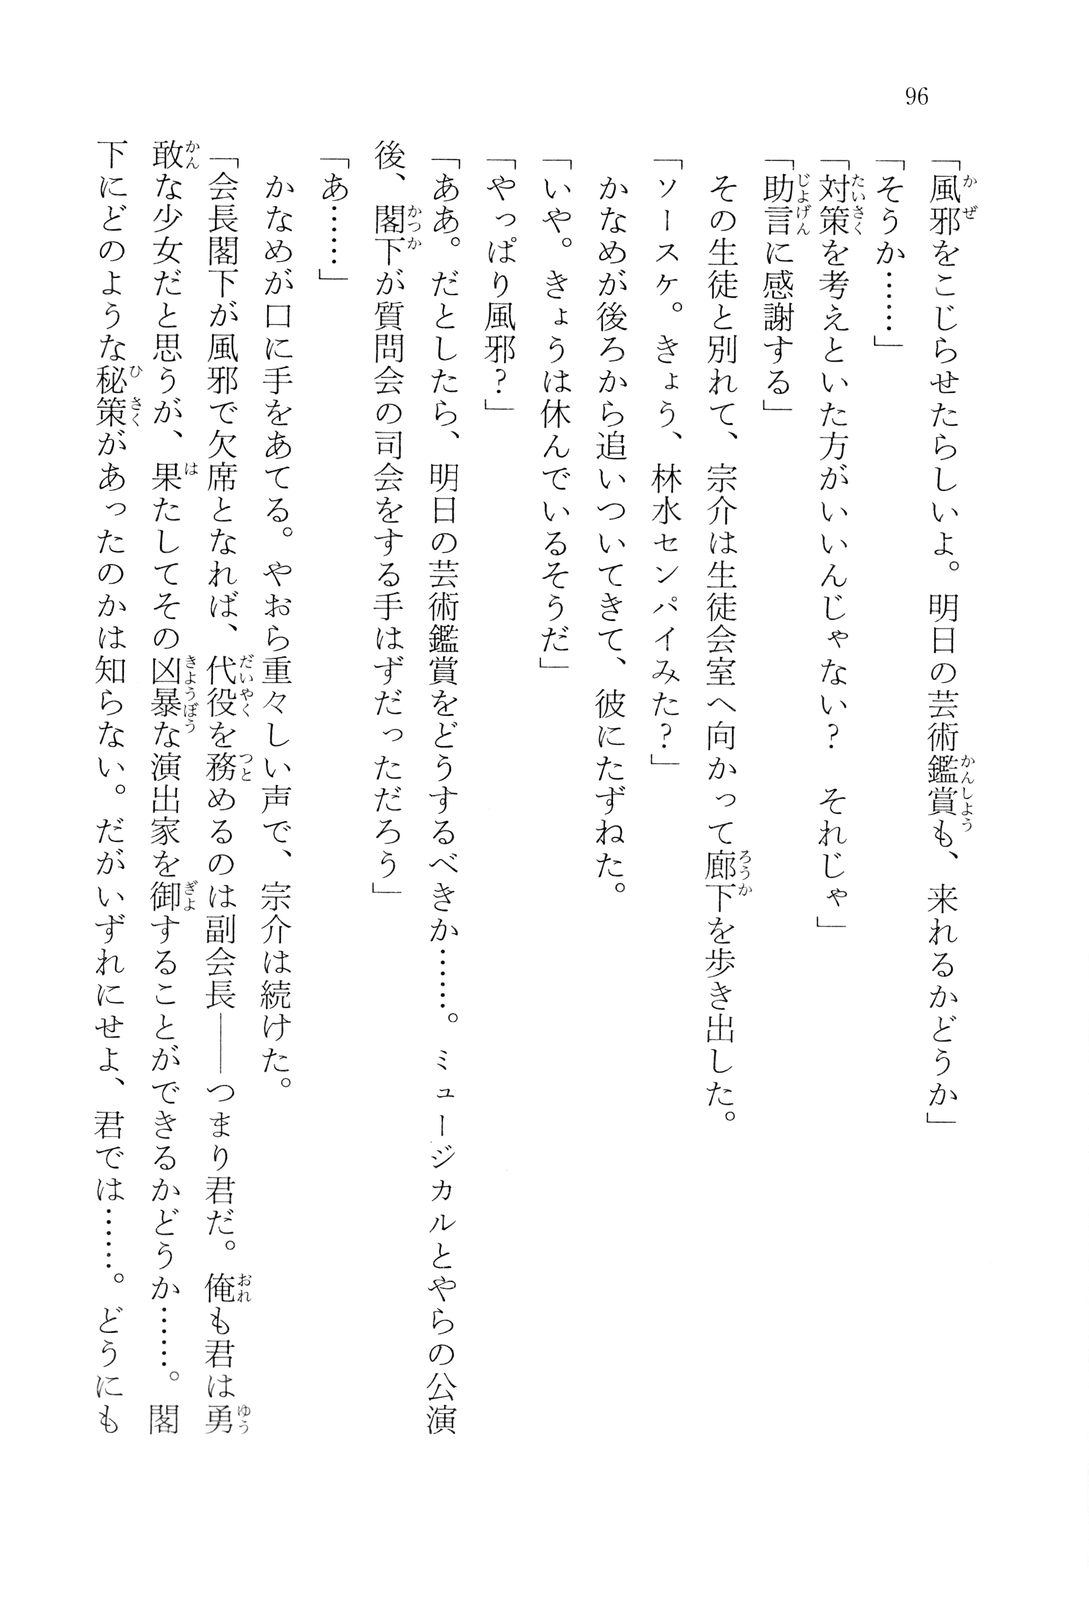 96
「風邪をこじらせたらしいよ。明日の芸術鑑賞も、来れるかどうか」
「そうか……」
「対策を考えといた方がいいんじゃない？　それじゃ」
「助言に感謝する」
その生徒と別れて、宗介は生徒会室へ向かって廊下を歩き出した。
「ソースケ。きょう、林水センパイみた？」
かなめが後ろから追いついてきて、彼にたずねた。
「いや。きょうは休んでいるそうだ」
「やっぱり風邪？」
「ああ。だとしたら、明日の芸術鑑賞をどうするべきか……。ミュージカルとやらの公演
後、閣下が質問会の司会をする手はずだっただろう」
「あ……」
かなめが口に手をあてる。やおら重々しい声で、宗介は続けた。
「会長閣下が風邪で欠席となれば、代役を務めるのは副会長――つまり君だ。俺も君は勇
敢な少女だと思うが、果たしてその凶暴な演出家を御することができるかどうか……。閣
下にどのような秘策があったのかは知らない。だがいずれにせよ、君では……。どうにも